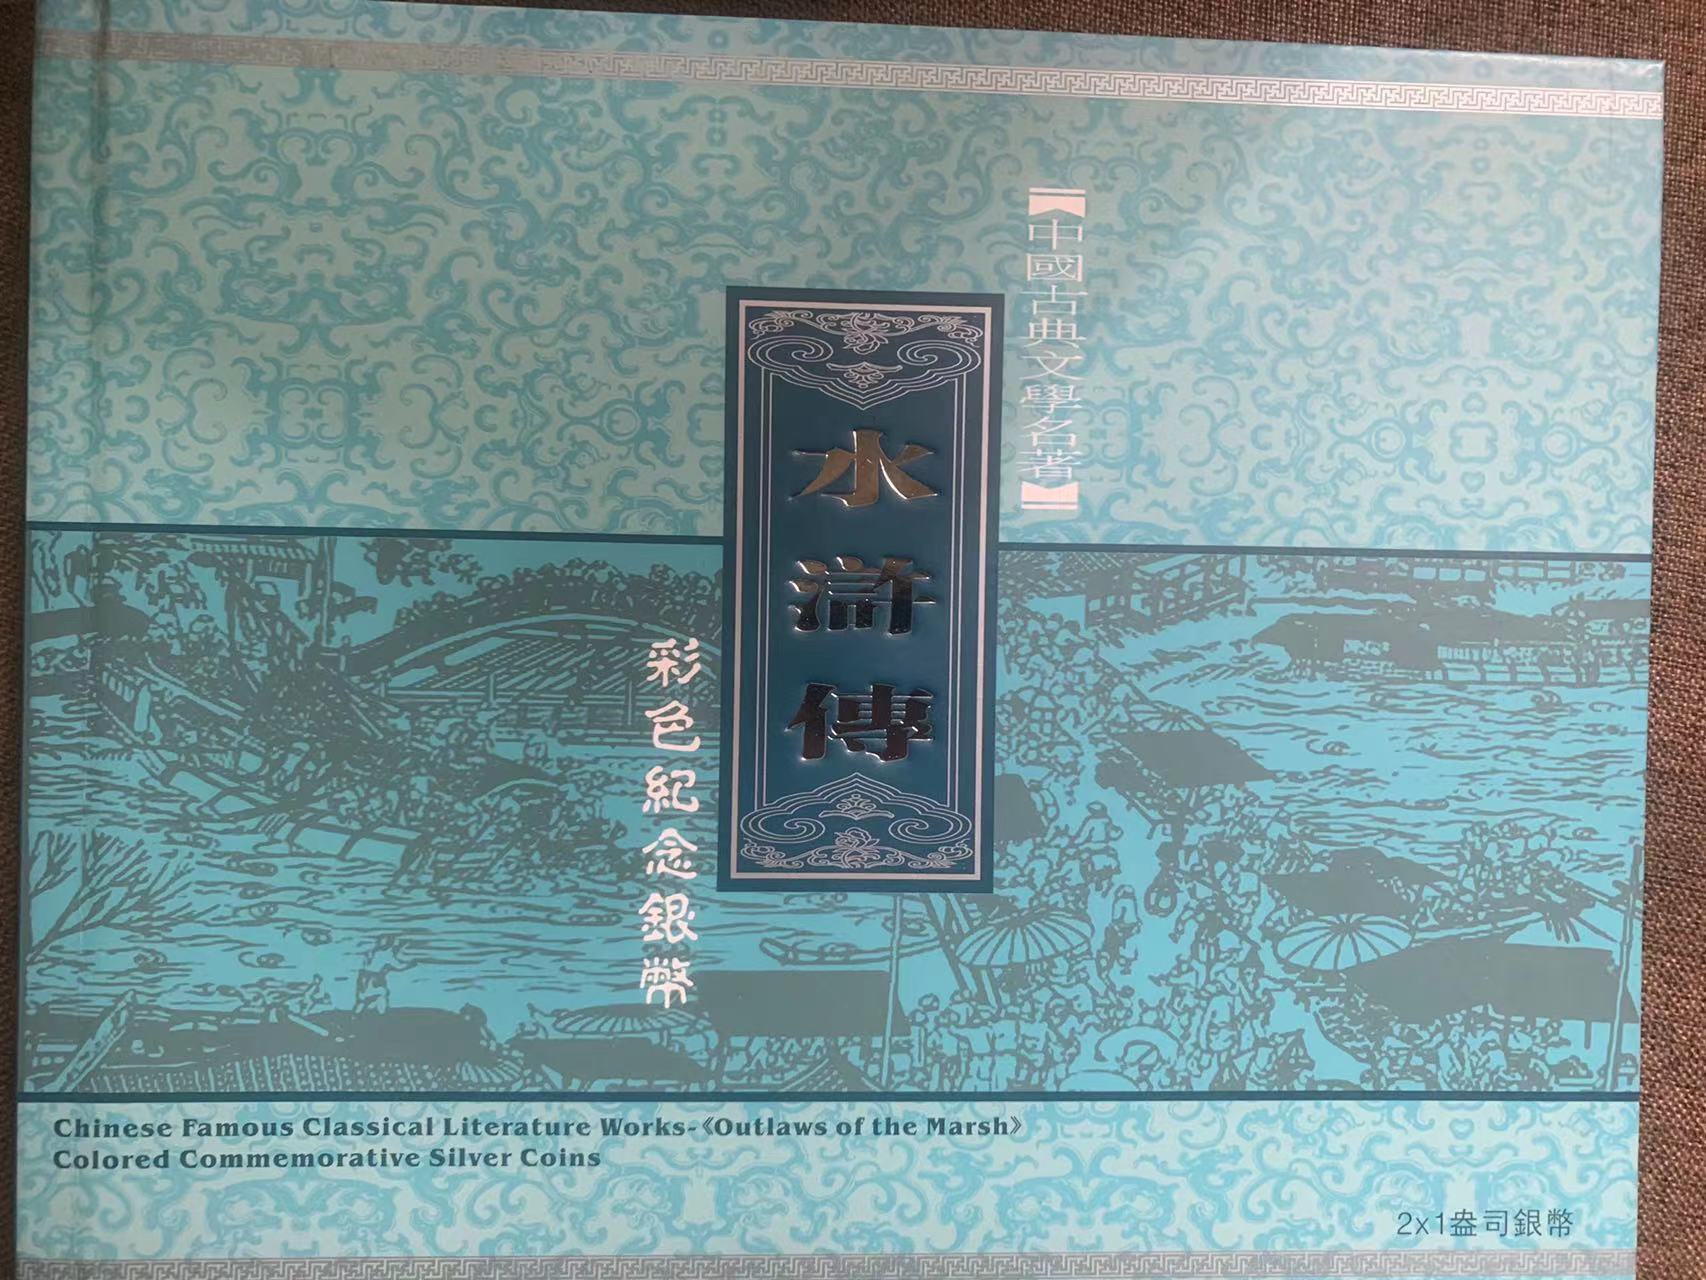 【中國古典文學名著】
水滸傳
彩色紀念銀幣
Chinese Famous Classical Literature Works-《Outlaws of the Marsh》
Colored Commemorative Silver Coins
2x1盎司銀幣